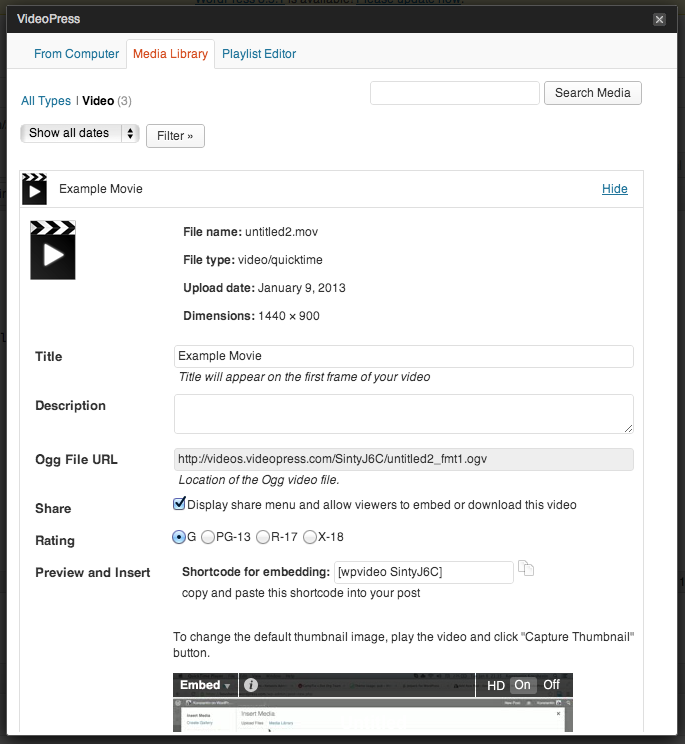 VideoPress
From Computer Media Library Playlist Editor
All Types | Video (3)
Search Media
Show all dates Filter »
Example Movie Hide
File name: untitled2.mov
File type: video/quicktime
Upload date: January 9, 2013
Dimensions: 1440 × 900
Title Example Movie
Title will appear on the first frame of your video
Description
Ogg File URL http://videos.videopress.com/SintyJ6C/untitled2_fmt1.ogv
Location of the Ogg video file.
Share Display share menu and allow viewers to embed or download this video
Rating G PG-13 R-17 X-18
Preview and Insert Shortcode for embedding: [wpvideo SintyJ6C]
copy and paste this shortcode into your post
To change the default thumbnail image, play the video and click "Capture Thumbnail"
button.
Embed HD On Off
Insert Media Insert Media
Create Gallery Upload Files Media Library